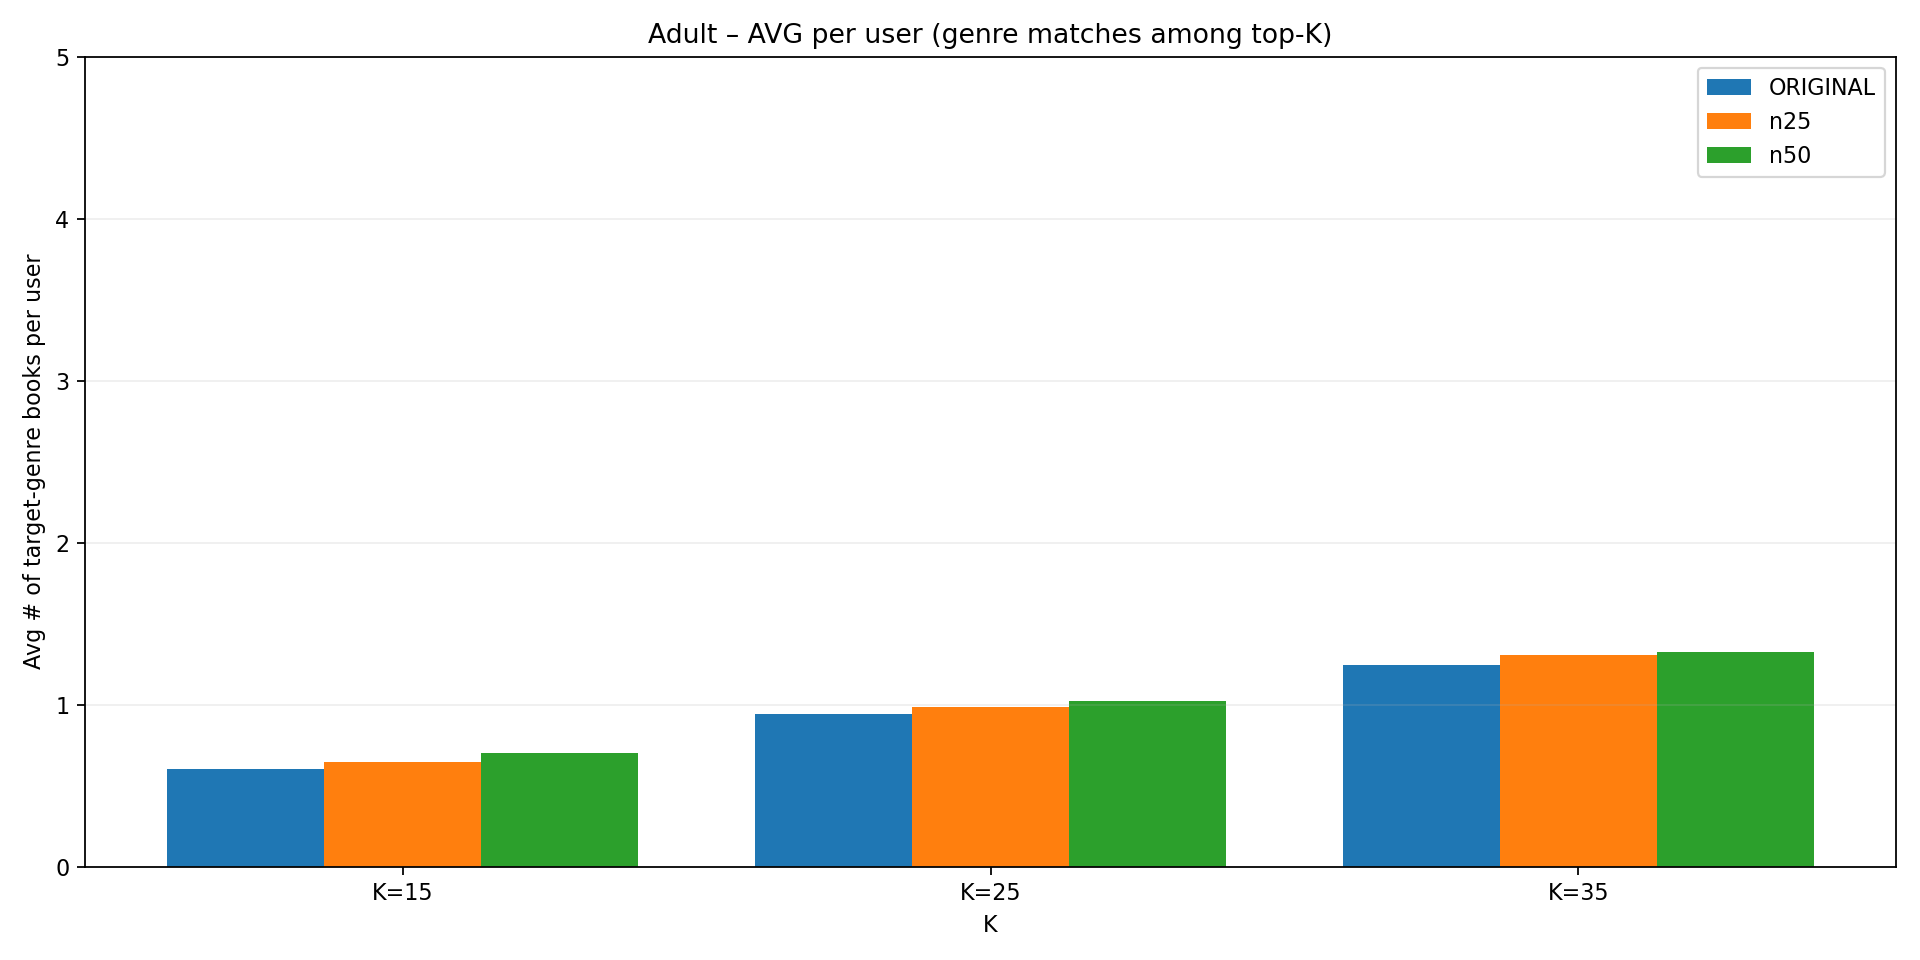 Adult – AVG per user (genre matches among top-K)
5
4
3
2
1
0
Avg # of target-genre books per user
ORIGINAL
n25
n50
K=15
K=25
K=35
K